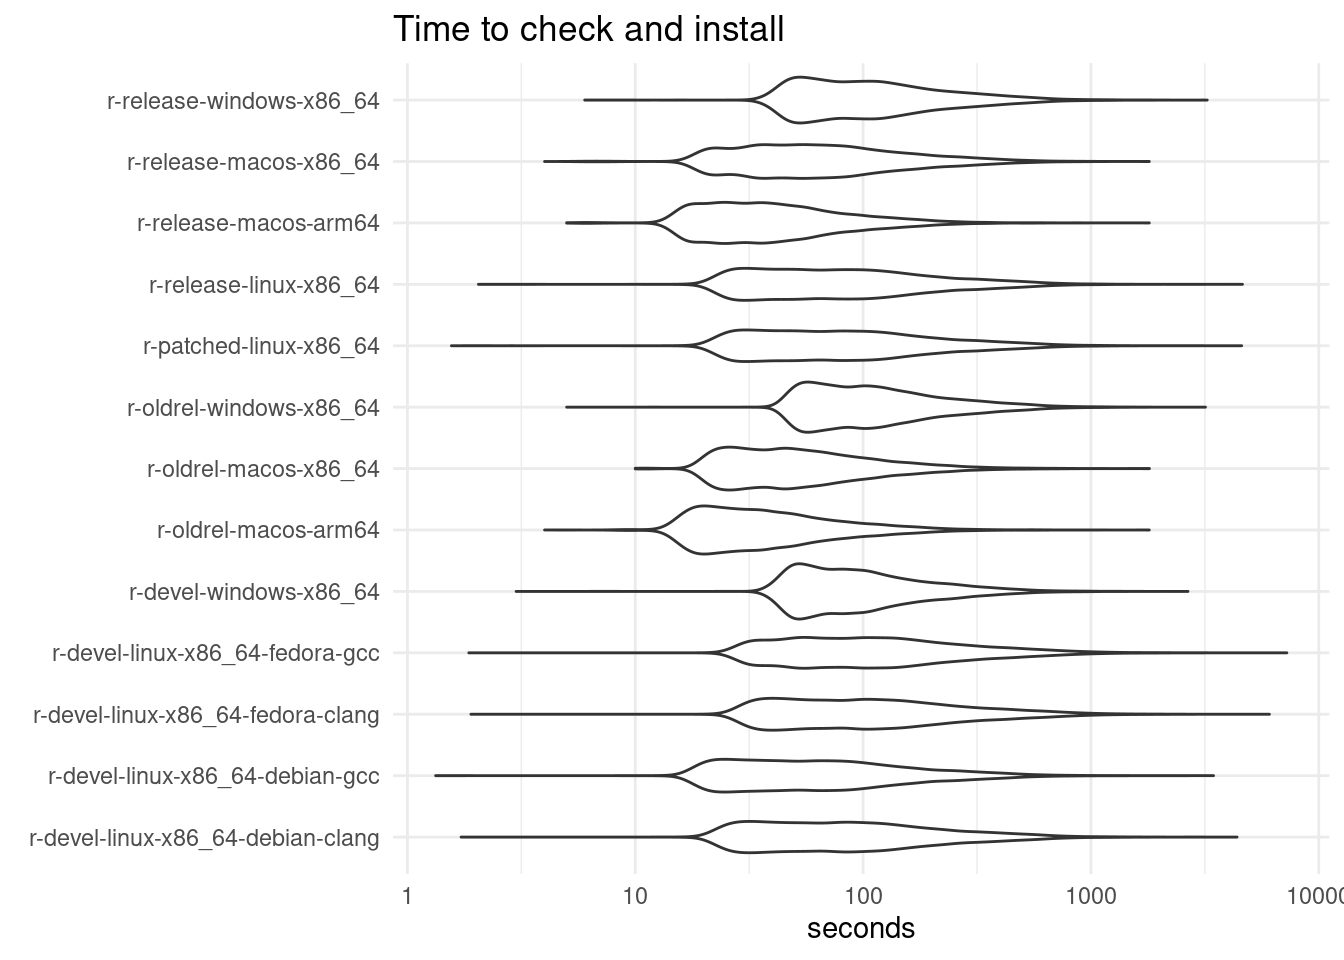 Time to check and install
r-release-windows-x86_64
r-release-macos-x86_64
r-release-macos-arm64
r-release-linux-x86_64
r-patched-linux-x86_64
r-oldrel-windows-x86_64
r-oldrel-macos-x86_64
r-oldrel-macos-arm64
r-devel-windows-x86_64
r-devel-linux-x86_64-fedora-gcc
r-devel-linux-x86_64-fedora-clang
r-devel-linux-x86_64-debian-gcc
r-devel-linux-x86_64-debian-clang
1 10 100 1000 10000
seconds